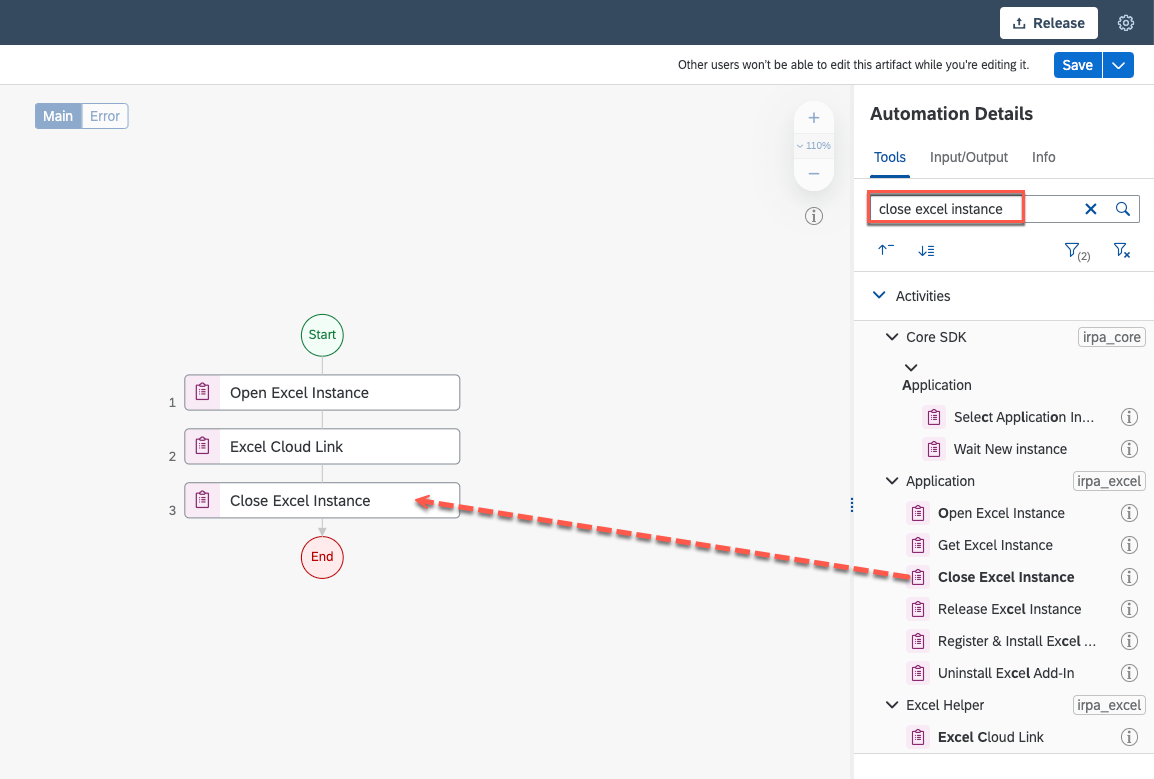 Release
Other users won't be able to edit this artifact while you're editing it.
Save
Main
Error
110%
Start
1
Open Excel Instance
2
Excel Cloud Link
3
Close Excel Instance
End
Automation Details
Tools
Input/Output
Info
close excel instance
(2)
Activities
Core SDK
irpa_core
Application
Select Application In...
Wait New instance
Application
irpa_excel
Open Excel Instance
Get Excel Instance
Close Excel Instance
Release Excel Instance
Register & Install Excel ...
Uninstall Excel Add-In
Excel Helper
irpa_excel
Excel Cloud Link